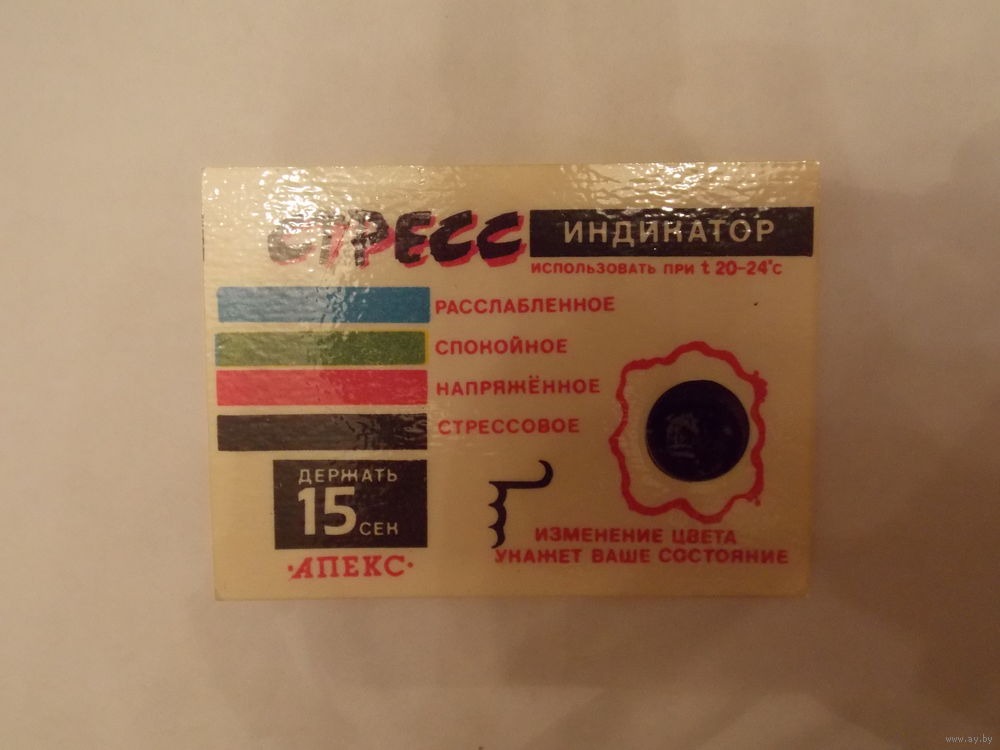 СТРЕСС ИНДИКАТОР
ИСПОЛЬЗОВАТЬ ПРИ t 20-24°С
РАССЛАБЛЕННОЕ
СПОКОЙНОЕ
НАПРЯЖЁННОЕ
СТРЕССОВОЕ
ДЕРЖАТЬ
15 СЕК
·АПЕКС·
ИЗМЕНЕНИЕ ЦВЕТА
УКАЖЕТ ВАШЕ СОСТОЯНИЕ
www.ay.by